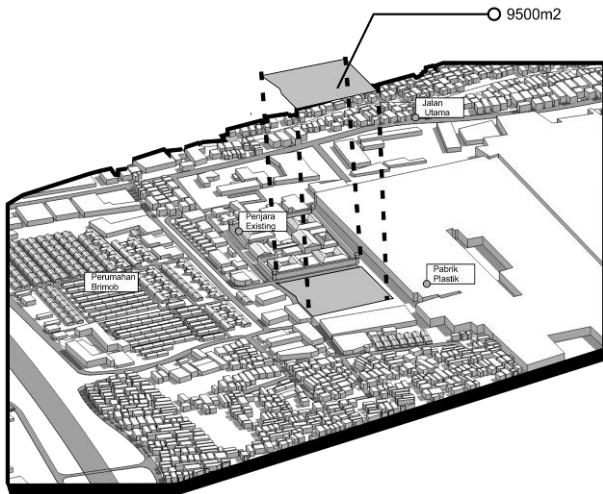 9500m2
Jalan
Utama
Penjara
Existing
Pabrik
Plastik
Perumahan
Brimob